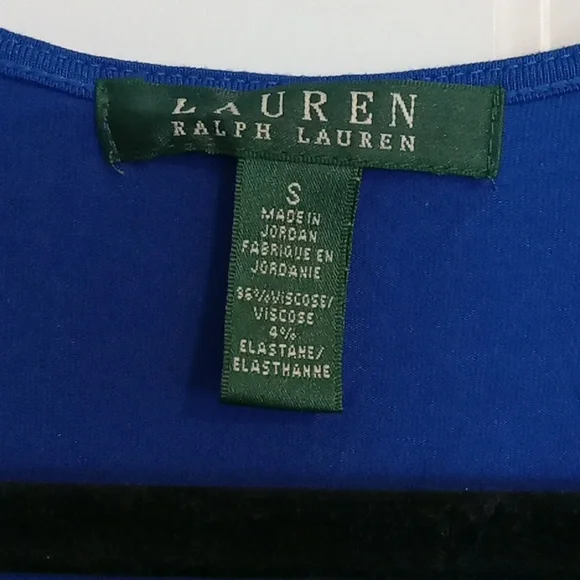 LAUREN
RALPH LAUREN
S
MADE IN
JORDAN
FABRIQUE EN
JORDANIE
96%VISCOSE/
VISCOSE
4%
ELASTANE/
ELASTHANNE